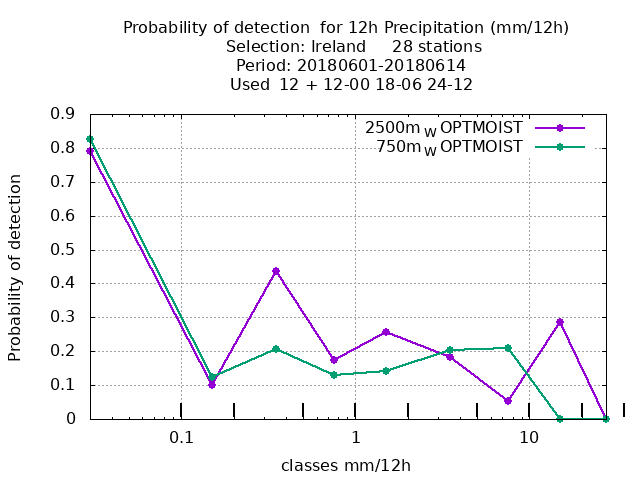 Probability of detection  for 12h Precipitation (mm/12h)
Selection: Ireland     28 stations
Period: 20180601-20180614
Used  12 + 12-00 18-06 24-12
2500m W OPTMOIST
750m W OPTMOIST
0.9
0.8
0.7
0.6
0.5
0.4
0.3
0.2
0.1
0
Probability of detection
0.1 1 10
classes mm/12h